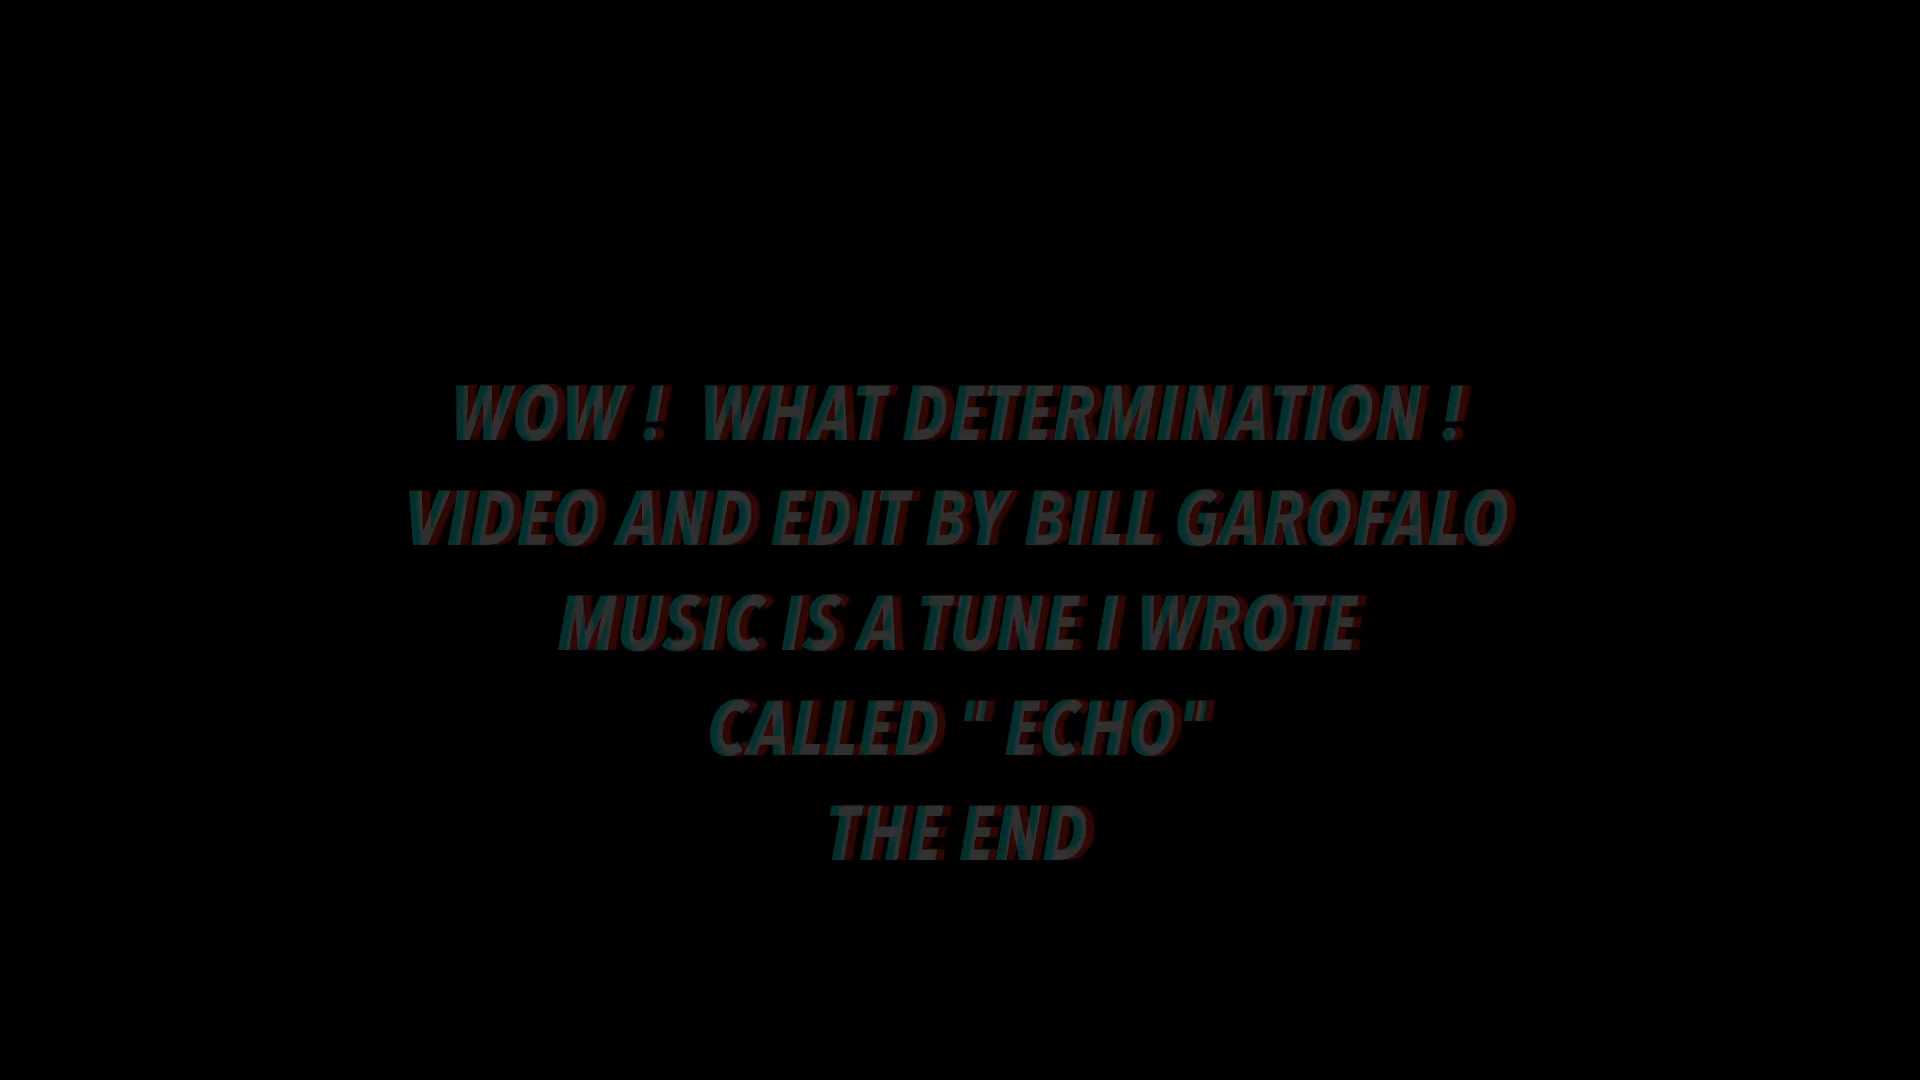 WOW !  WHAT DETERMINATION !
VIDEO AND EDIT BY BILL GAROFALO
MUSIC IS A TUNE I WROTE
CALLED " ECHO"
THE END